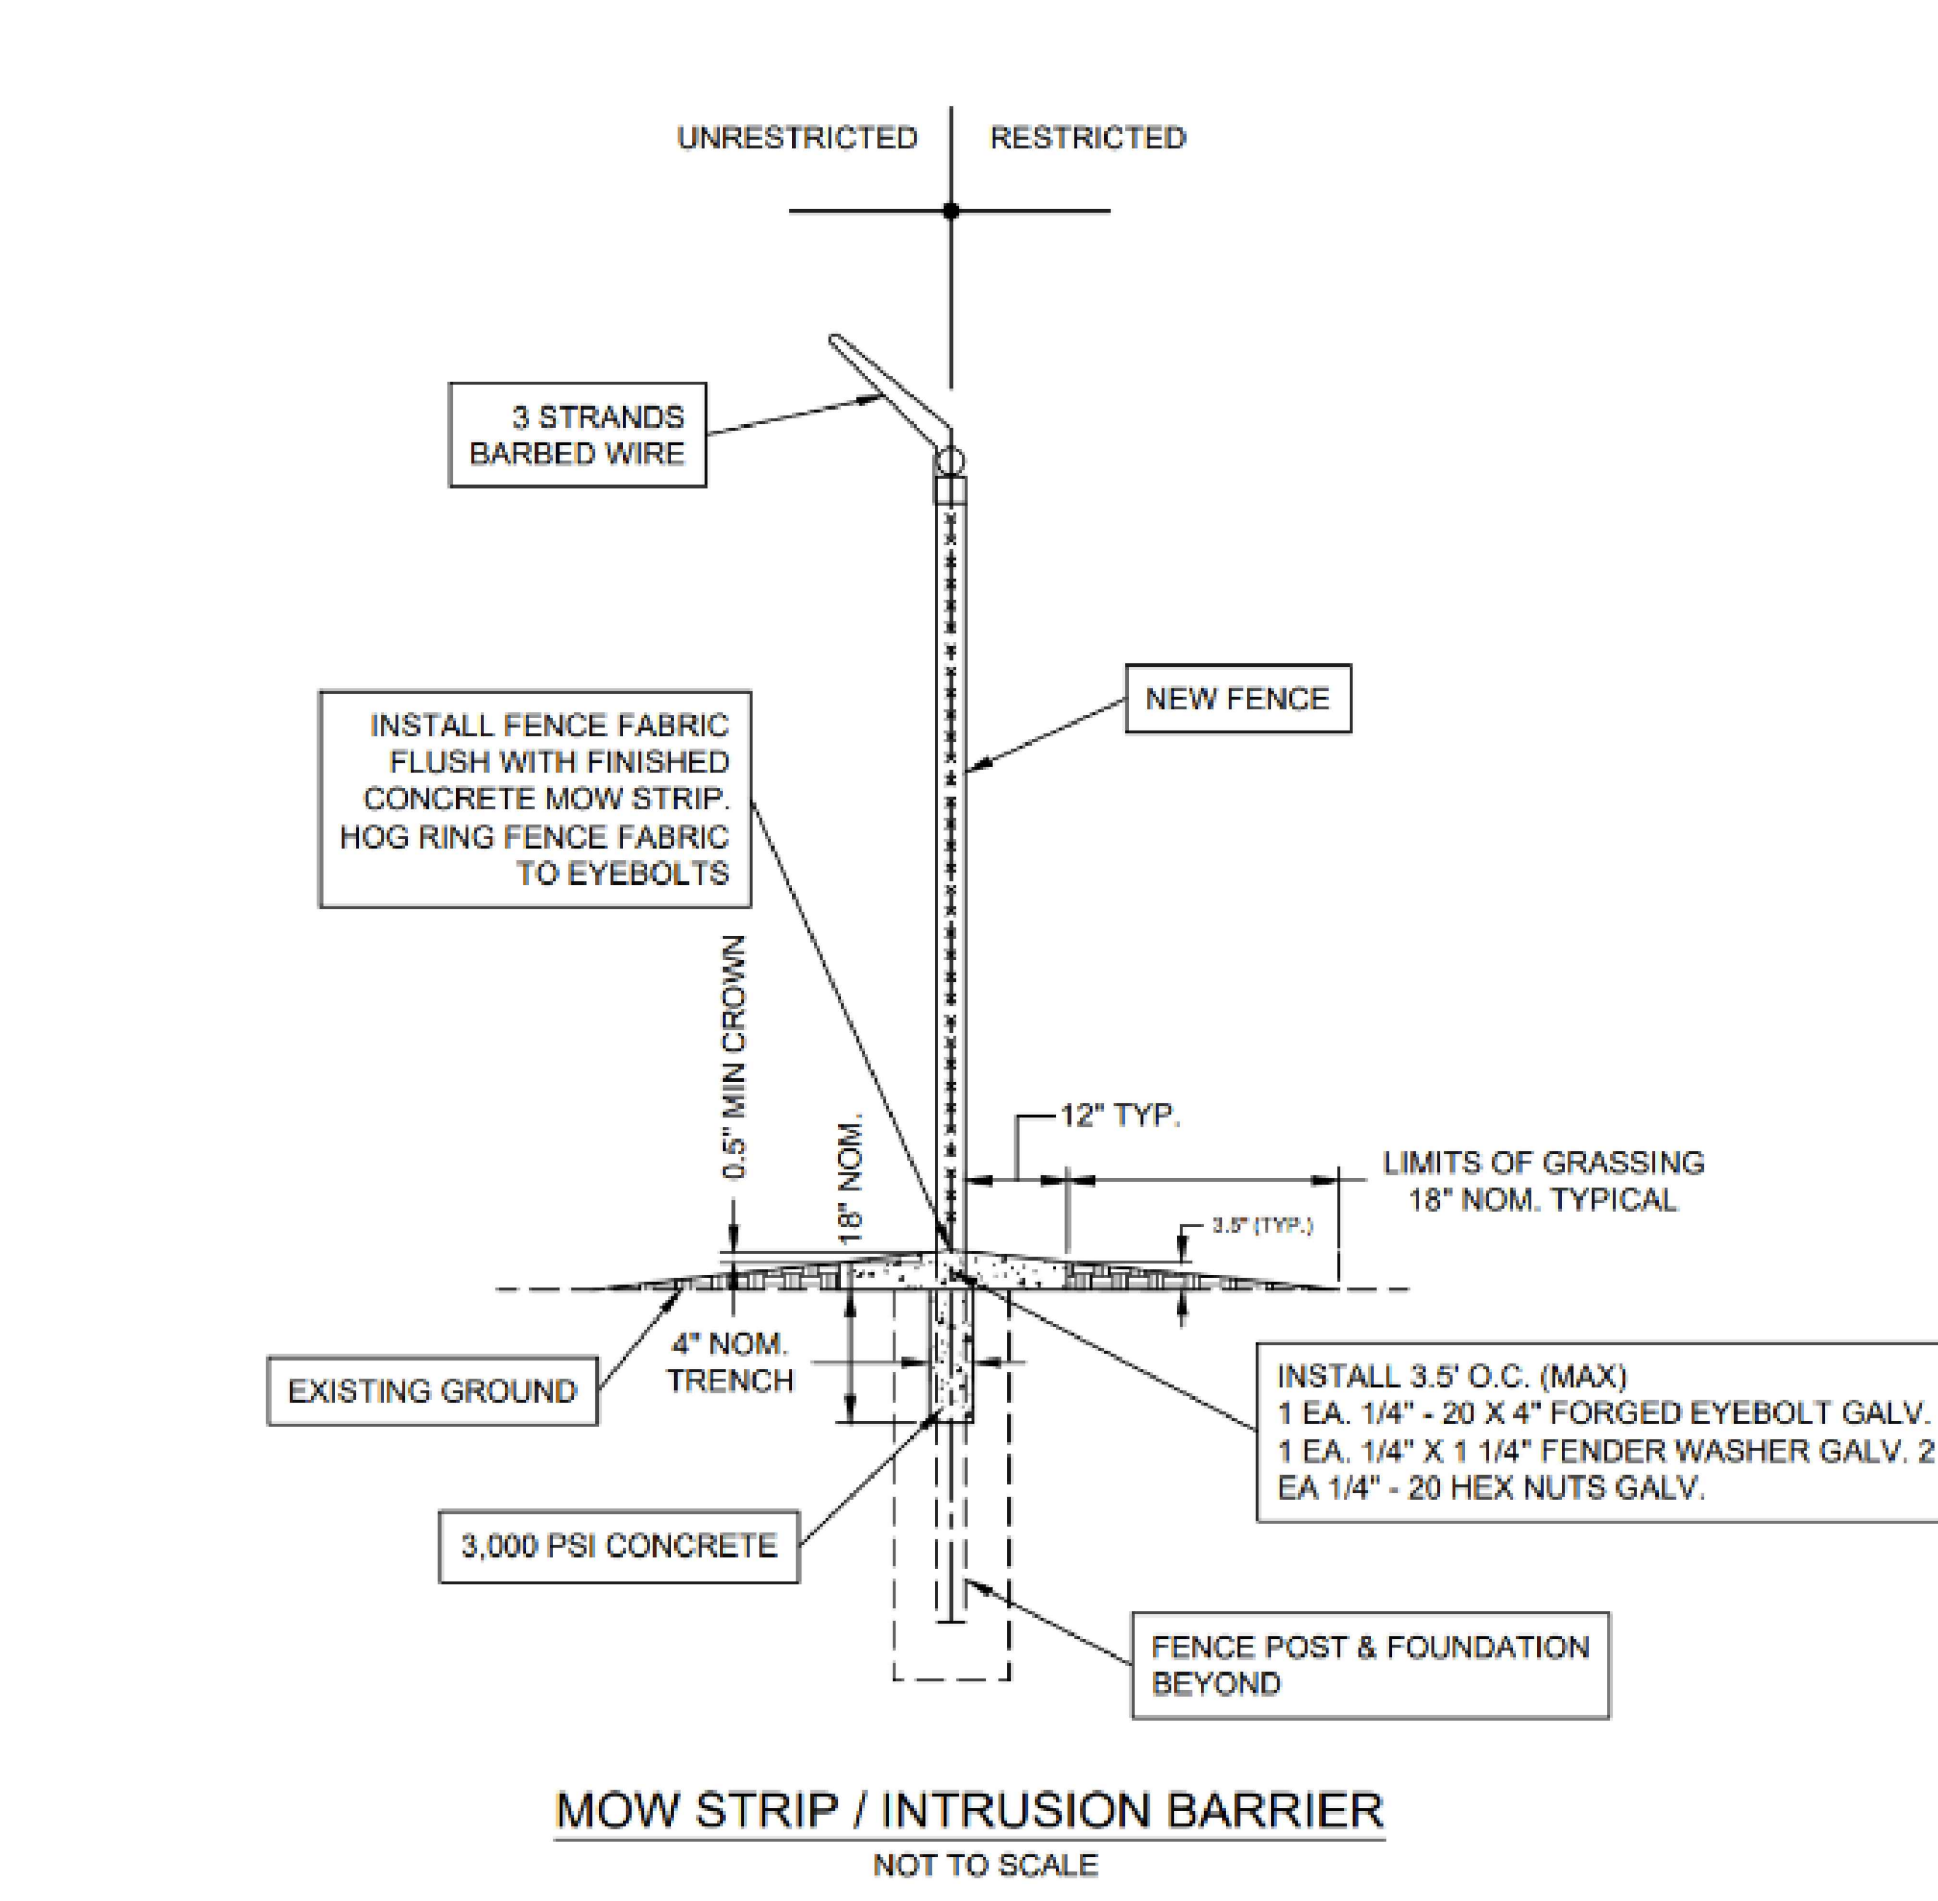 UNRESTRICTED
RESTRICTED
3 STRANDS
BARBED WIRE
NEW FENCE
INSTALL FENCE FABRIC
FLUSH WITH FINISHED
CONCRETE MOW STRIP.
HOG RING FENCE FABRIC
TO EYEBOLTS
0.5" MIN CROWN
18" NOM.
12" TYP.
LIMITS OF GRASSING
18" NOM. TYPICAL
3.5" (TYP.)
4" NOM.
TRENCH
EXISTING GROUND
INSTALL 3.5' O.C. (MAX)
1 EA. 1/4" - 20 X 4" FORGED EYEBOLT GALV.
1 EA. 1/4" X 1 1/4" FENDER WASHER GALV. 2
EA 1/4" - 20 HEX NUTS GALV.
3,000 PSI CONCRETE
FENCE POST & FOUNDATION
BEYOND
MOW STRIP / INTRUSION BARRIER
NOT TO SCALE